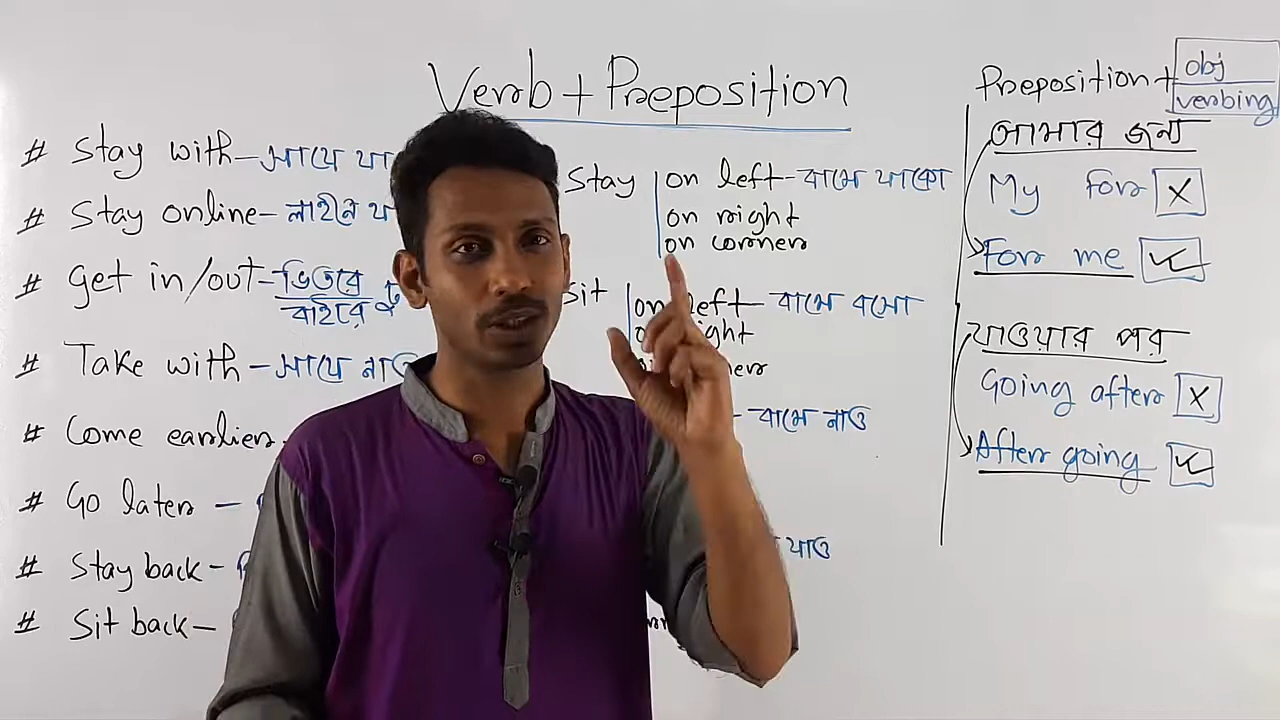 Verb + Preposition
# Stay with – সাথে
# Stay online – লাইনে
# get in/out – ভিতরে
বাইরে
# Take with – সাথে নাও
# Come earlier
# Go later –
# Stay back –
# Sit back –
Stay
on left – বামে থাকো
on right
on corner
Sit
on left – বামে বসো
বামে নাও
যাও
Preposition + obj
verbing
আমার জন্য
My for X
For me ✓
যাওয়ার পর
Going after X
After going ✓